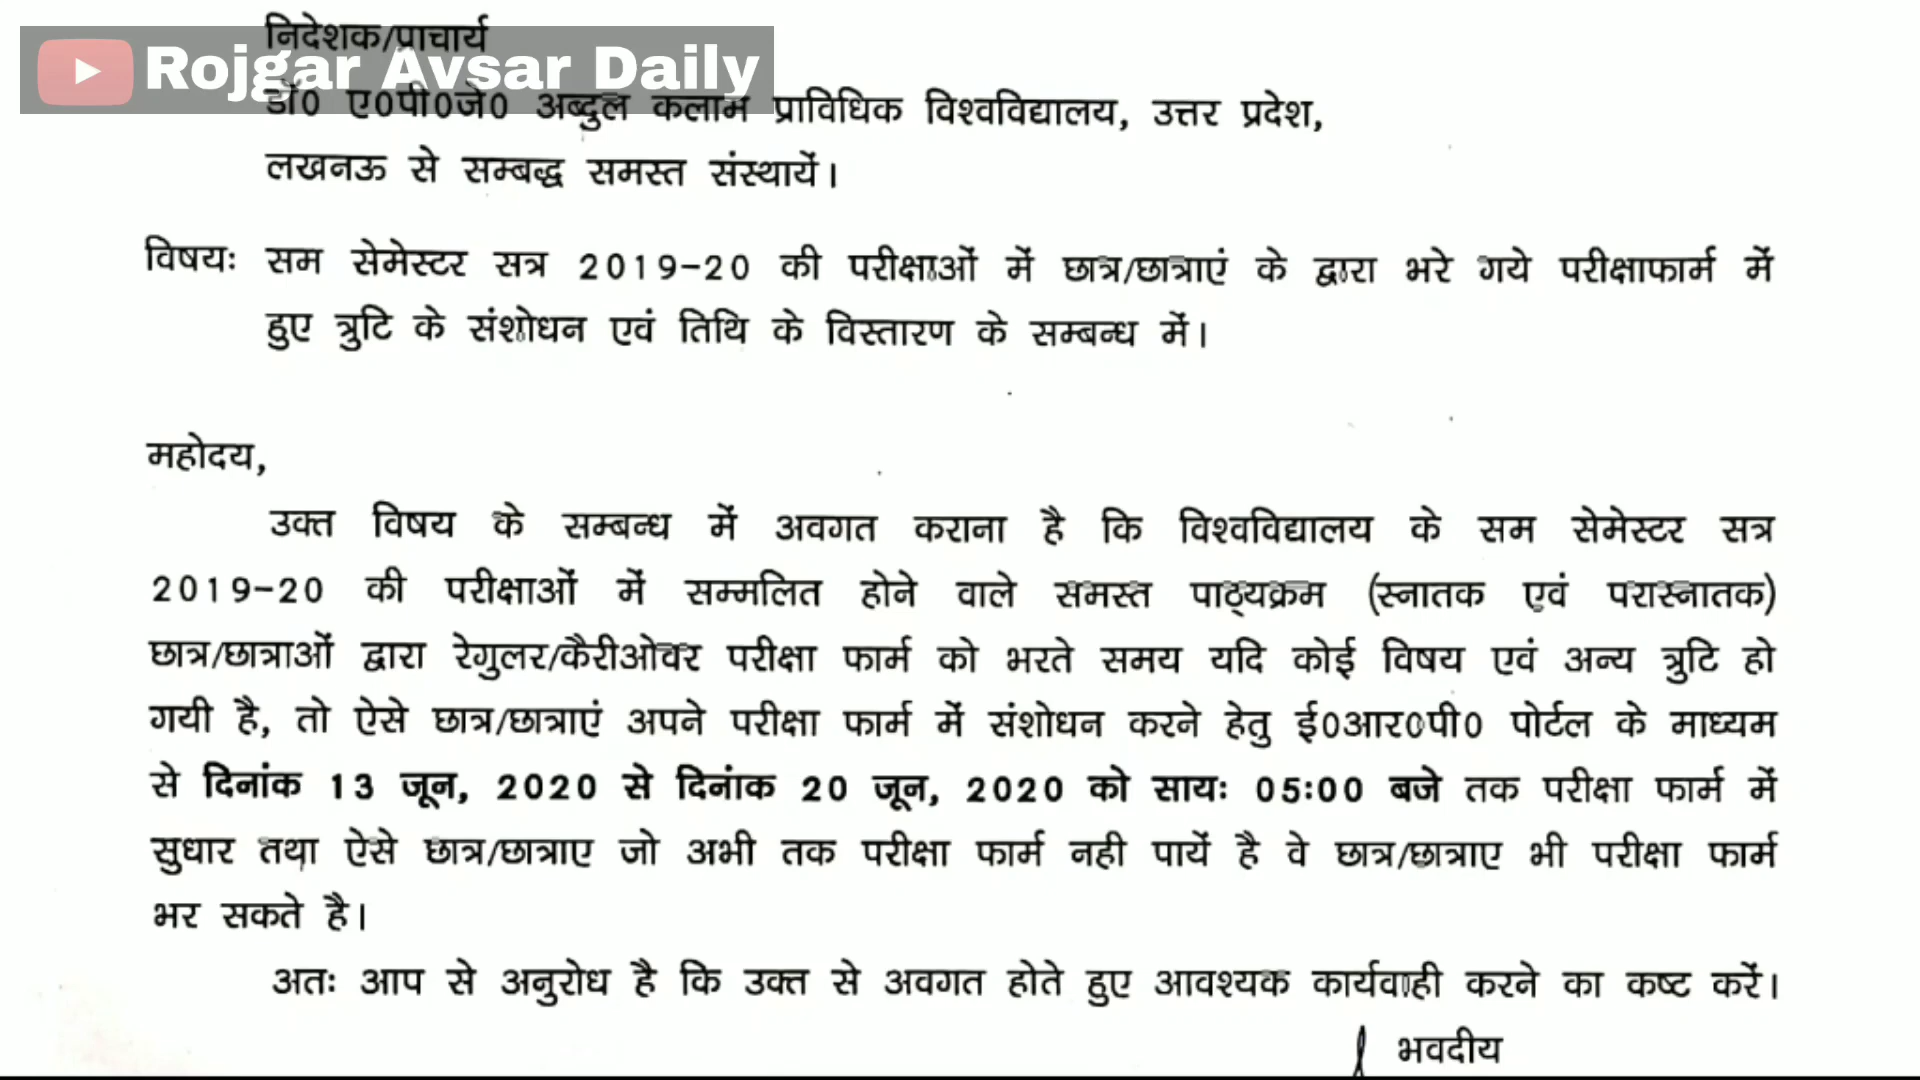 निदेशक/प्राचार्य
Rojgar Avsar Daily
डॉ0 ए0पी0जे0 अब्दुल कलाम प्राविधिक विश्वविद्यालय, उत्तर प्रदेश,
लखनऊ से सम्बद्ध समस्त संस्थायें।
विषयः सम सेमेस्टर सत्र 2019-20 की परीक्षाओं में छात्र/छात्राएं के द्वारा भरे गये परीक्षाफार्म में
हुए त्रुटि के संशोधन एवं तिथि के विस्तारण के सम्बन्ध में।
महोदय,
उक्त विषय के सम्बन्ध में अवगत कराना है कि विश्वविद्यालय के सम सेमेस्टर सत्र
2019-20 की परीक्षाओं में सम्मलित होने वाले समस्त पाठ्यक्रम (स्नातक एवं परास्नातक)
छात्र/छात्राओं द्वारा रेगुलर/कैरीओवर परीक्षा फार्म को भरते समय यदि कोई विषय एवं अन्य त्रुटि हो
गयी है, तो ऐसे छात्र/छात्राएं अपने परीक्षा फार्म में संशोधन करने हेतु ई0आर0पी0 पोर्टल के माध्यम
से दिनांक 13 जून, 2020 से दिनांक 20 जून, 2020 को सायः 05:00 बजे तक परीक्षा फार्म में
सुधार तथा ऐसे छात्र/छात्राए जो अभी तक परीक्षा फार्म नही पायें है वे छात्र/छात्राए भी परीक्षा फार्म
भर सकते है।
अतः आप से अनुरोध है कि उक्त से अवगत होते हुए आवश्यक कार्यवाही करने का कष्ट करें।
भवदीय